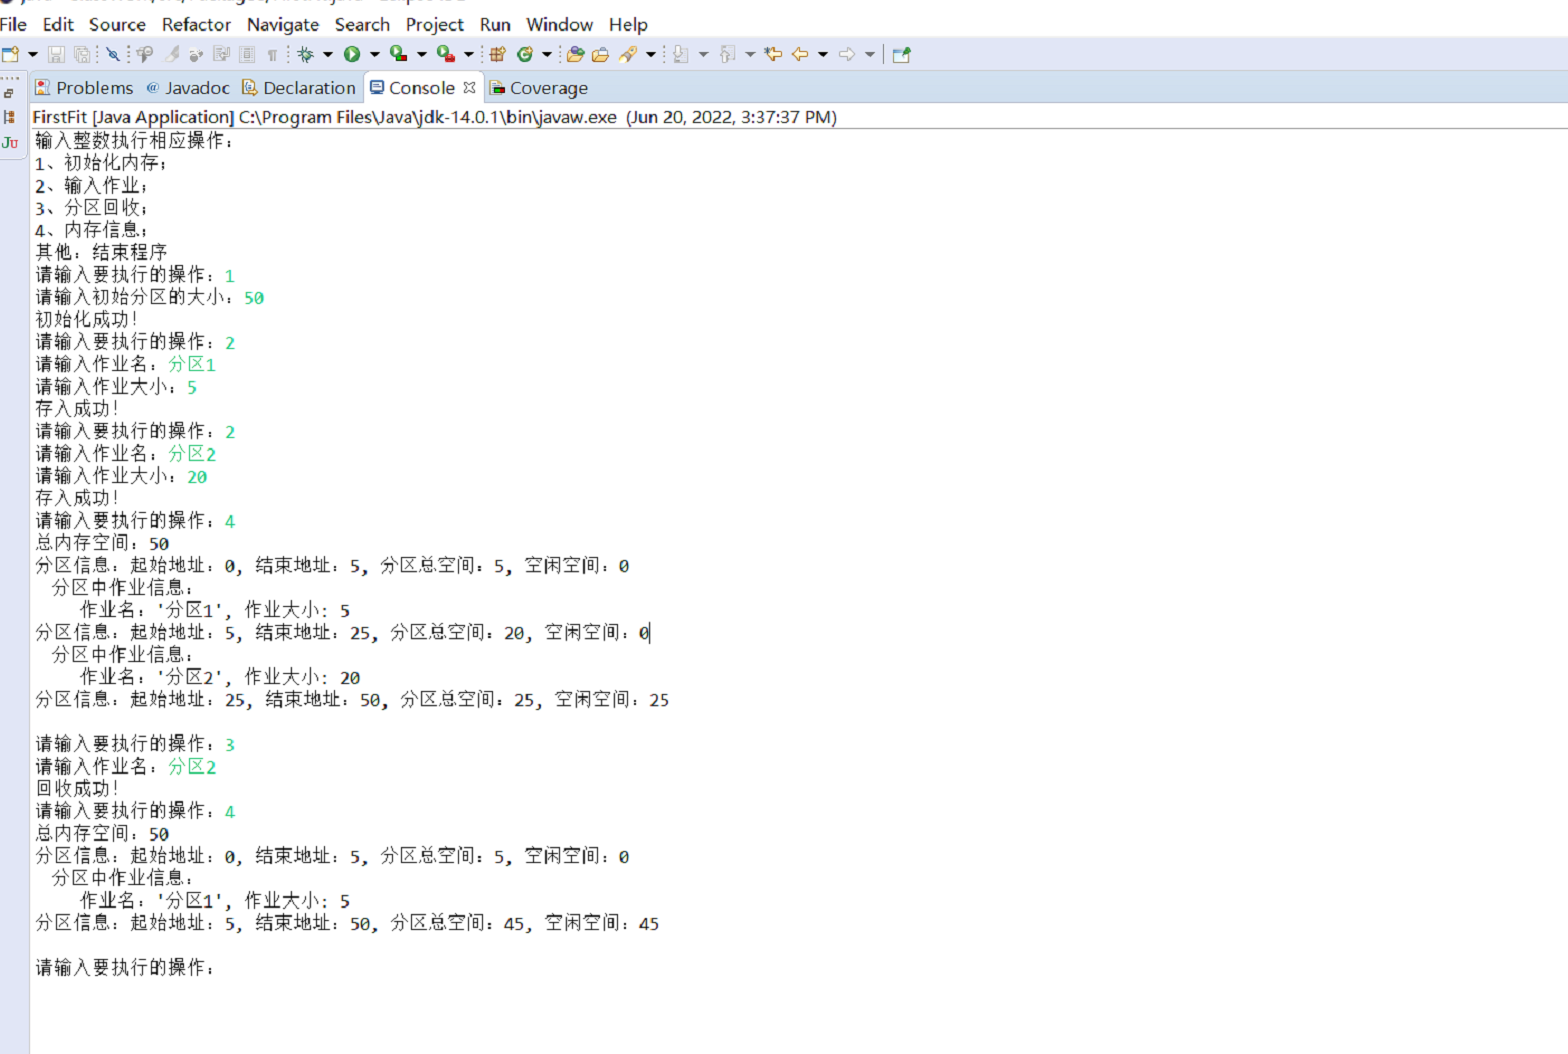 File Edit Source Refactor Navigate Search Project Run Window Help
Problems @ Javadoc Declaration Console Coverage
FirstFit [Java Application] C:\Program Files\Java\jdk-14.0.1\bin\javaw.exe (Jun 20, 2022, 3:37:37 PM)
输入整数执行相应操作：
1、初始化内存；
2、输入作业；
3、分区回收；
4、内存信息；
其他：结束程序
请输入要执行的操作：1
请输入初始分区的大小：50
初始化成功！
请输入要执行的操作：2
请输入作业名：分区1
请输入作业大小：5
存入成功！
请输入要执行的操作：2
请输入作业名：分区2
请输入作业大小：20
存入成功！
请输入要执行的操作：4
总内存空间：50
分区信息：起始地址：0, 结束地址：5, 分区总空间：5, 空闲空间：0
分区中作业信息：
作业名：'分区1', 作业大小: 5
分区信息：起始地址：5, 结束地址：25, 分区总空间：20, 空闲空间：0
分区中作业信息：
作业名：'分区2', 作业大小: 20
分区信息：起始地址：25, 结束地址：50, 分区总空间：25, 空闲空间：25
请输入要执行的操作：3
请输入作业名：分区2
回收成功！
请输入要执行的操作：4
总内存空间：50
分区信息：起始地址：0, 结束地址：5, 分区总空间：5, 空闲空间：0
分区中作业信息：
作业名：'分区1', 作业大小: 5
分区信息：起始地址：5, 结束地址：50, 分区总空间：45, 空闲空间：45
请输入要执行的操作：